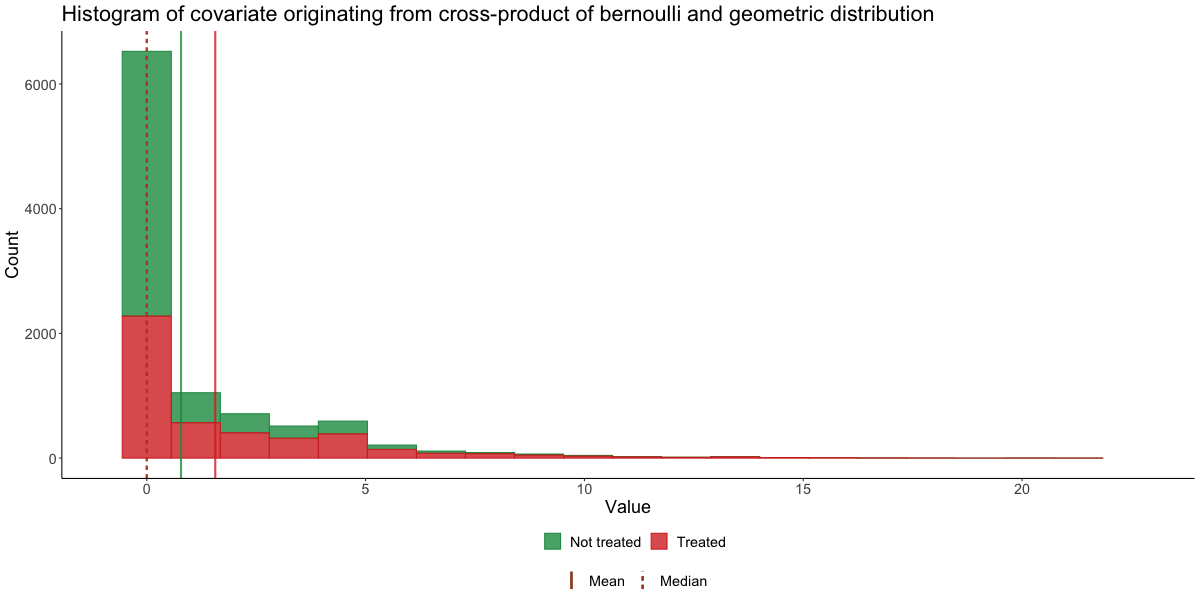 Histogram of covariate originating from cross-product of bernoulli and geometric distribution
Count
6000
4000
2000
0
0 5 10 15 20
Value
Not treated Treated
Mean Median